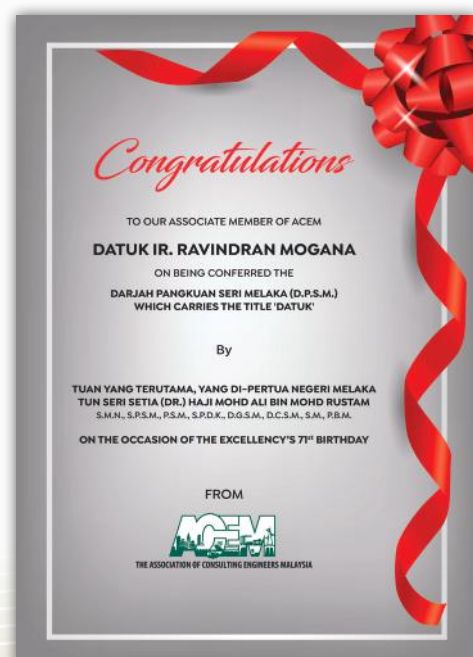 Congratulations
TO OUR ASSOCIATE MEMBER OF ACEM
DATUK IR. RAVINDRAN MOGANA
ON BEING CONFERRED THE
DARJAH PANGKUAN SERI MELAKA (D.P.S.M.)
WHICH CARRIES THE TITLE 'DATUK'
By
TUAN YANG TERUTAMA, YANG DI-PERTUA NEGERI MELAKA
TUN SERI SETIA (DR.) HAJI MOHD ALI BIN MOHD RUSTAM
S.M.N., S.P.S.M., P.S.M., S.P.D.K., D.G.S.M., D.C.S.M., S.M., P.B.M.
ON THE OCCASION OF THE EXCELLENCY'S 71st BIRTHDAY
FROM
ACEM
THE ASSOCIATION OF CONSULTING ENGINEERS MALAYSIA